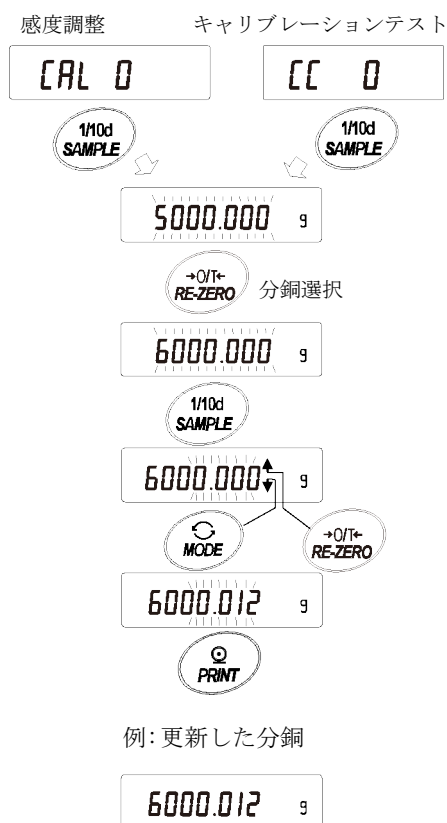 感度調整 キャリブレーションテスト
CAL 0 CC 0
1/10d 1/10d
SAMPLE SAMPLE
5000.000 g
→0/T←
RE-ZERO 分銅選択
6000.000 g
1/10d
SAMPLE
6000.000 g
MODE →0/T←
RE-ZERO
6000.012 g
PRINT
例：更新した分銅
6000.012 g